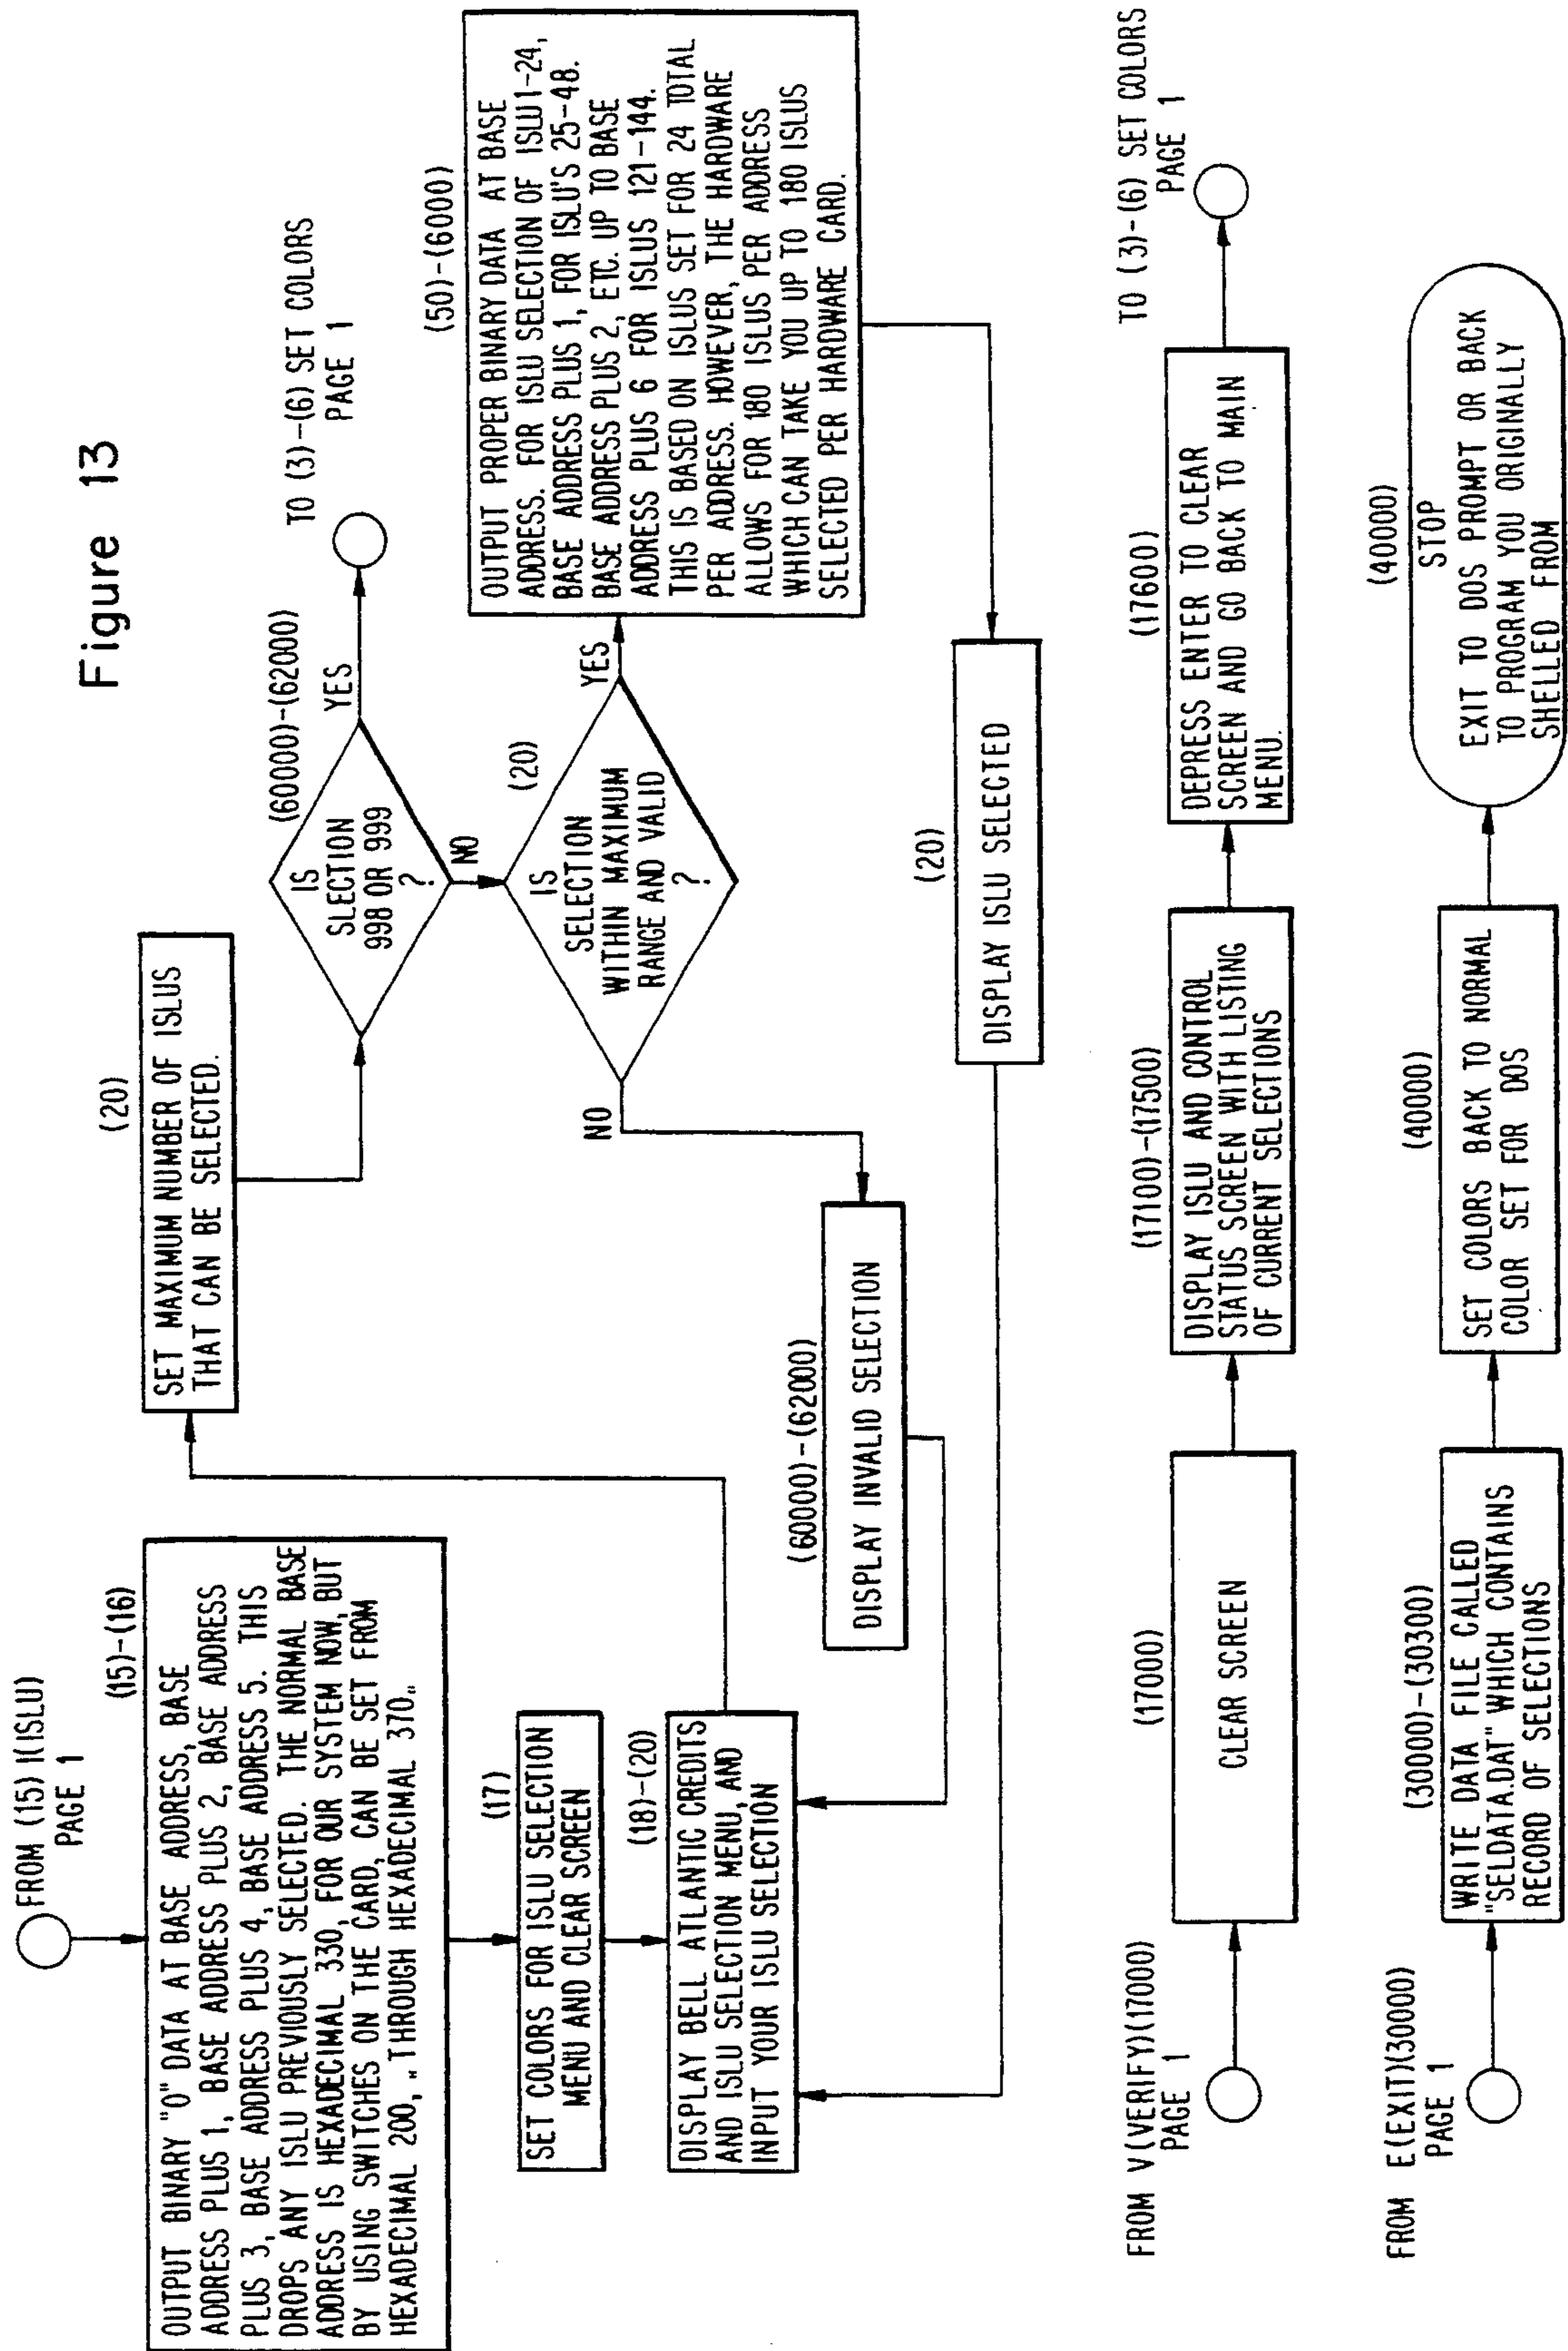 Figure 13
FROM (15) I(ISLU)
PAGE 1
(15)-(16)
OUTPUT BINARY "0" DATA AT BASE ADDRESS, BASE
ADDRESS PLUS 1, BASE ADDRESS PLUS 2, BASE ADDRESS
PLUS 3, BASE ADDRESS PLUS 4, BASE ADDRESS 5. THIS
DROPS ANY ISLU PREVIOUSLY SELECTED. THE NORMAL BASE
ADDRESS IS HEXADECIMAL 330, FOR OUR SYSTEM NOW, BUT
BY USING SWITCHES ON THE CARD, CAN BE SET FROM
HEXADECIMAL 200, „THROUGH HEXADECIMAL 370„
(17)
SET COLORS FOR ISLU SELECTION
MENU AND CLEAR SCREEN
(18)-(20)
DISPLAY BELL ATLANTIC CREDITS
AND ISLU SELECTION MENU, AND
INPUT YOUR ISLU SELECTION
(20)
SET MAXIMUM NUMBER OF ISLUS
THAT CAN BE SELECTED.
(60000)-(62000)
IS
SLECTION
998 OR 999
?
YES
TO (3)-(6) SET COLORS
PAGE 1
NO
(20)
IS
SELECTION
WITHIN MAXIMUM
RANGE AND VALID
?
YES
NO
(50)-(6000)
OUTPUT PROPER BINARY DATA AT BASE
ADDRESS. FOR ISLU SELECTION OF ISLU 1-24,
BASE ADDRESS PLUS 1, FOR ISLU'S 25-48.
BASE ADDRESS PLUS 2, ETC. UP TO BASE
ADDRESS PLUS 6 FOR ISLUS 121-144.
THIS IS BASED ON ISLUS SET FOR 24 TOTAL
PER ADDRESS. HOWEVER, THE HARDWARE
ALLOWS FOR 180 ISLUS PER ADDRESS
WHICH CAN TAKE YOU UP TO 180 ISLUS
SELECTED PER HARDWARE CARD.
(60000)-(62000)
DISPLAY INVALID SELECTION
(20)
DISPLAY ISLU SELECTED
FROM V(VERIFY)(17000)
PAGE 1
(17000)
CLEAR SCREEN
(17100)-(17500)
DISPLAY ISLU AND CONTROL
STATUS SCREEN WITH LISTING
OF CURRENT SELECTIONS
(17600)
DEPRESS ENTER TO CLEAR
SCREEN AND GO BACK TO MAIN
MENU.
TO (3)-(6) SET COLORS
PAGE 1
FROM E(EXIT)(30000)
PAGE 1
(30000)-(30300)
WRITE DATA FILE CALLED
"SELDATA.DAT" WHICH CONTAINS
RECORD OF SELECTIONS
(40000)
SET COLORS BACK TO NORMAL
COLOR SET FOR DOS
(40000)
STOP
EXIT TO DOS PROMPT OR BACK
TO PROGRAM YOU ORIGINALLY
SHELLED FROM